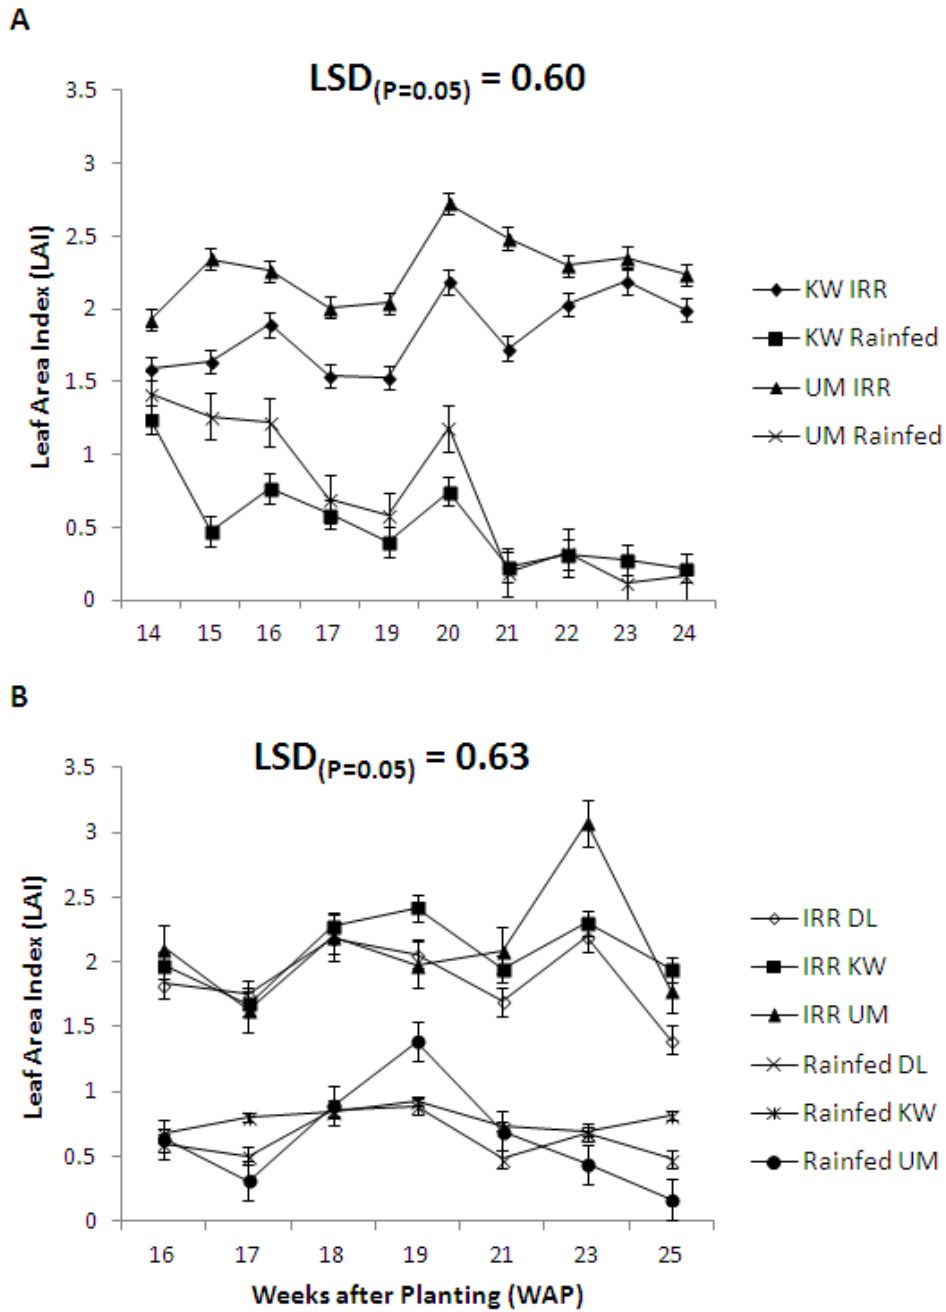 A
LSD(P=0.05) = 0.60
Leaf Area Index (LAI)
3.5
3
2.5
2
1.5
1
0.5
0
14 15 16 17 19 20 21 22 23 24
KW IRR
KW Rainfed
UM IRR
UM Rainfed
B
LSD(P=0.05) = 0.63
Leaf Area Index (LAI)
3.5
3
2.5
2
1.5
1
0.5
0
16 17 18 19 21 23 25
Weeks after Planting (WAP)
IRR DL
IRR KW
IRR UM
Rainfed DL
Rainfed KW
Rainfed UM